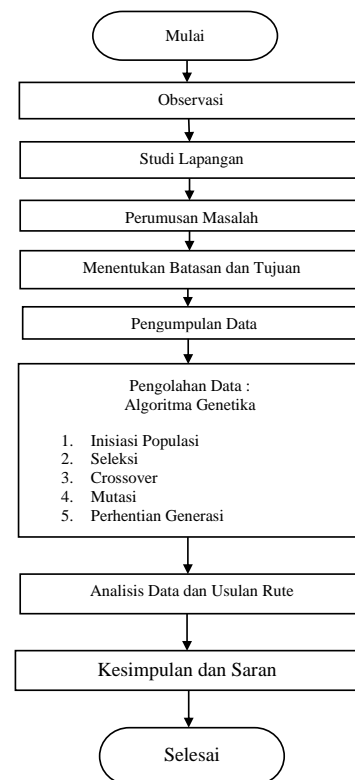 Mulai
Observasi
Studi Lapangan
Perumusan Masalah
Menentukan Batasan dan Tujuan
Pengumpulan Data
Pengolahan Data :
Algoritma Genetika
1. Inisiasi Populasi
2. Seleksi
3. Crossover
4. Mutasi
5. Perhentian Generasi
Analisis Data dan Usulan Rute
Kesimpulan dan Saran
Selesai